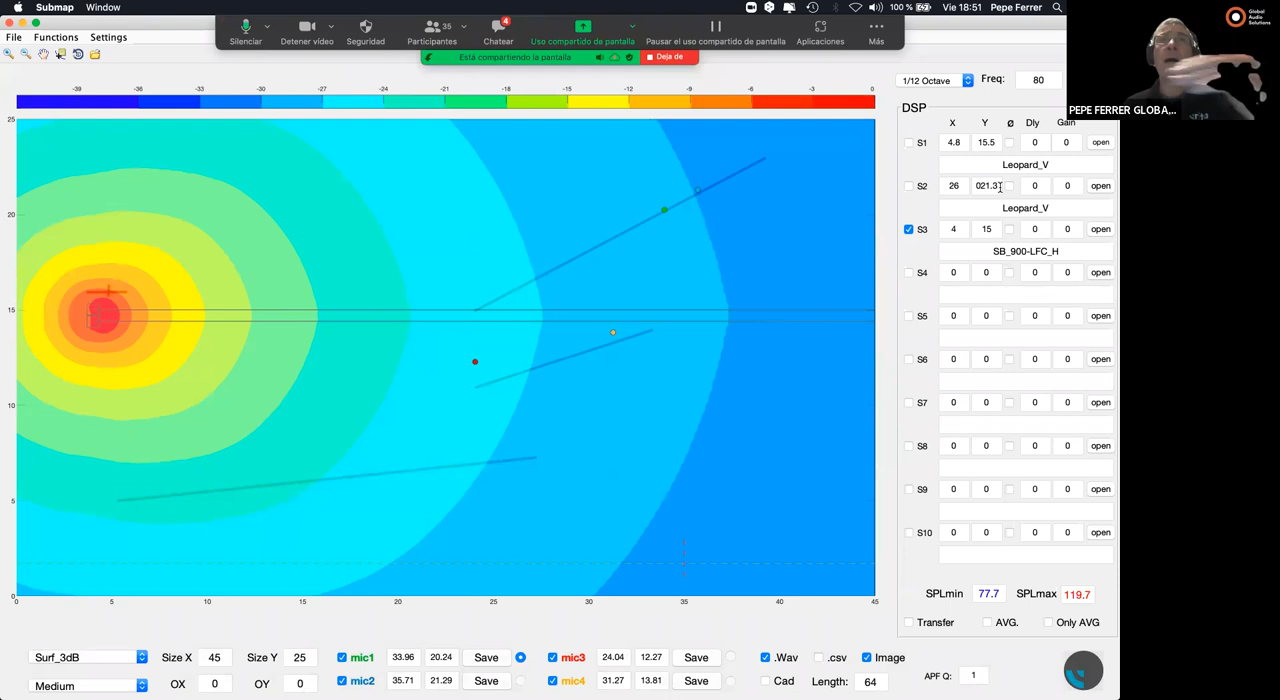 Submap Window 100 % Vie 18:51 Pepe Ferrer
Global Audio Solutions
File Functions Settings
Silenciar Detener vídeo Seguridad Participantes 35 Chatear 4 Uso compartido de pantalla Pausar el uso compartido de pantalla Aplicaciones Más
Está compartiendo la pantalla Deja de
PEPE FERRER GLOBA,...
1/12 Octave Freq: 80
-39 -36 -33 -30 -27 -24 -21 -18 -15 -12 -9 -6 -3 0
DSP
X Y ø Dly Gain
S1 4.8 15.5 0 0 open
Leopard_V
S2 26 021.3 0 0 open
Leopard_V
S3 4 15 0 0 open
SB_900-LFC_H
S4 0 0 0 0 open
S5 0 0 0 0 open
S6 0 0 0 0 open
S7 0 0 0 0 open
S8 0 0 0 0 open
S9 0 0 0 0 open
S10 0 0 0 0 open
25
20
15
10
5
0
0 5 10 15 20 25 30 35 40 45
SPLmin 77.7 SPLmax 119.7
Transfer AVG. Only AVG
Surf_3dB Size X 45 Size Y 25 mic1 33.96 20.24 Save mic3 24.04 12.27 Save .Wav .csv Image
Medium OX 0 OY 0 mic2 35.71 21.29 Save mic4 31.27 13.81 Save Cad Length: 64
APF Q: 1